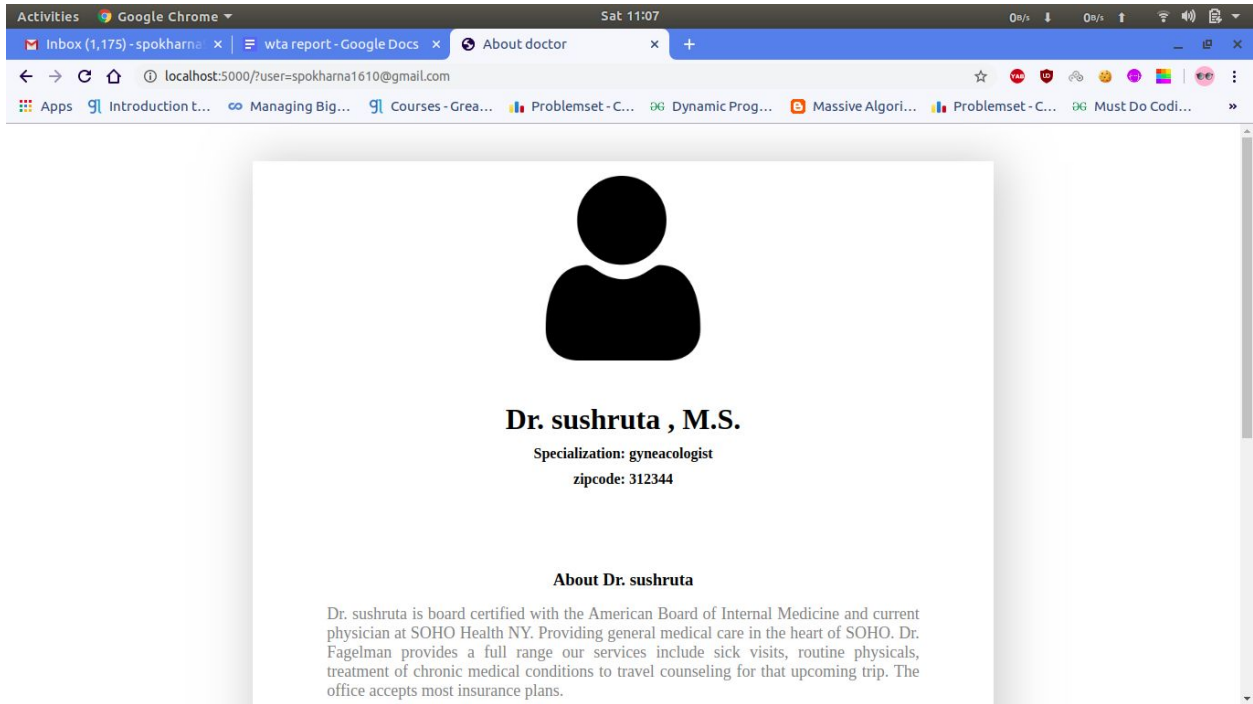 Activities Google Chrome Sat 11:07 0B/s 0B/s
Inbox (1,175) - spokharna wta report - Google Docs About doctor
localhost:5000/?user=spokharna1610@gmail.com
Apps Introduction t... Managing Big... Courses - Grea... Problemset - C... Dynamic Prog... Massive Algori... Problemset - C... Must Do Codi... »
Dr. sushruta , M.S.
Specialization: gyneacologist
zipcode: 312344
About Dr. sushruta
Dr. sushruta is board certified with the American Board of Internal Medicine and current
physician at SOHO Health NY. Providing general medical care in the heart of SOHO. Dr.
Fagelman provides a full range our services include sick visits, routine physicals,
treatment of chronic medical conditions to travel counseling for that upcoming trip. The
office accepts most insurance plans.